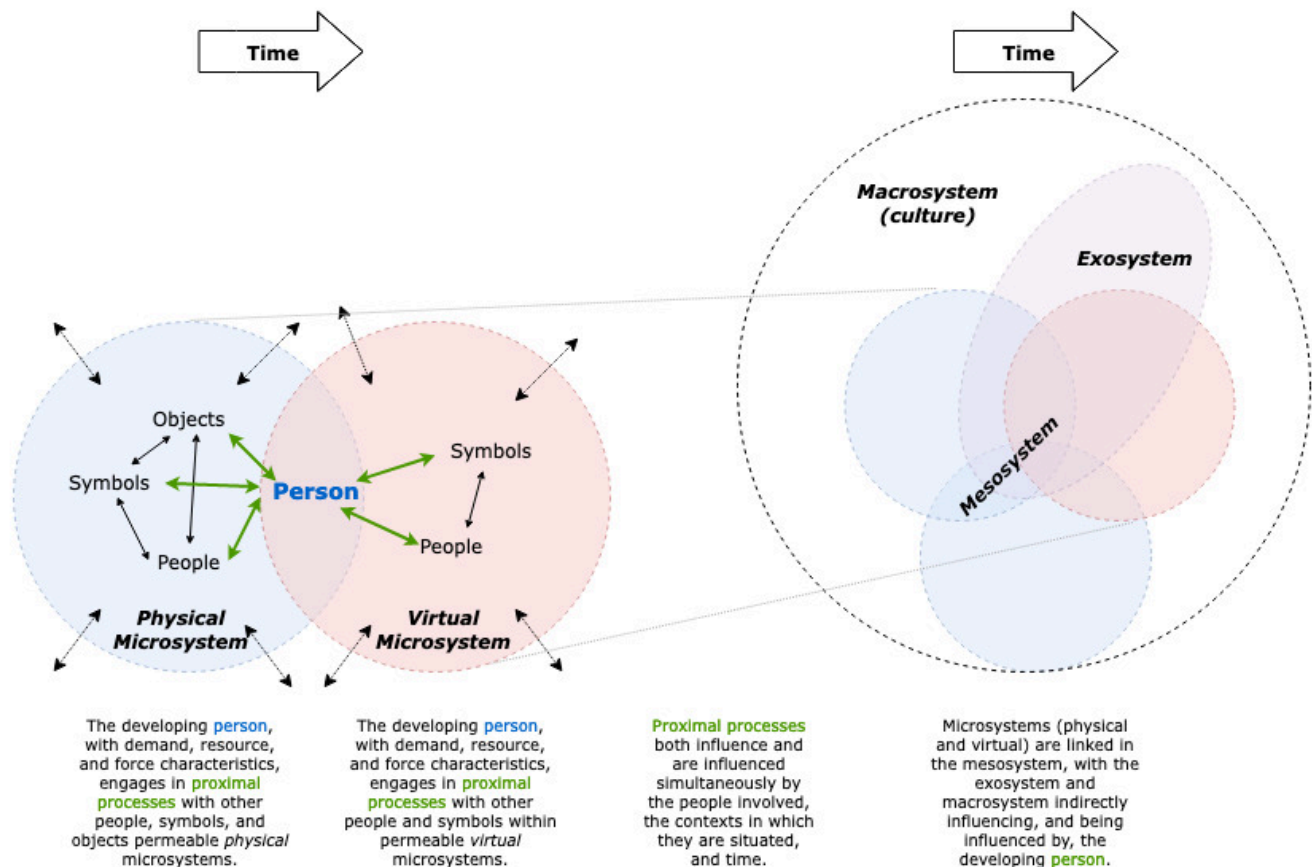 Time
Time
Macrosystem
(culture)
Exosystem
Mesosystem
Objects
Symbols
People
Person
Symbols
People
Physical
Microsystem
Virtual
Microsystem
The developing person,
with demand, resource,
and force characteristics,
engages in proximal
processes with other
people, symbols, and
objects permeable physical
microsystems.
The developing person,
with demand, resource,
and force characteristics,
engages in proximal
processes with other
people and symbols within
permeable virtual
microsystems.
Proximal processes
both influence and
are influenced
simultaneously by
the people involved,
the contexts in which
they are situated,
and time.
Microsystems (physical
and virtual) are linked in
the mesosystem, with the
exosystem and
macrosystem indirectly
influencing, and being
influenced by, the
developing person.